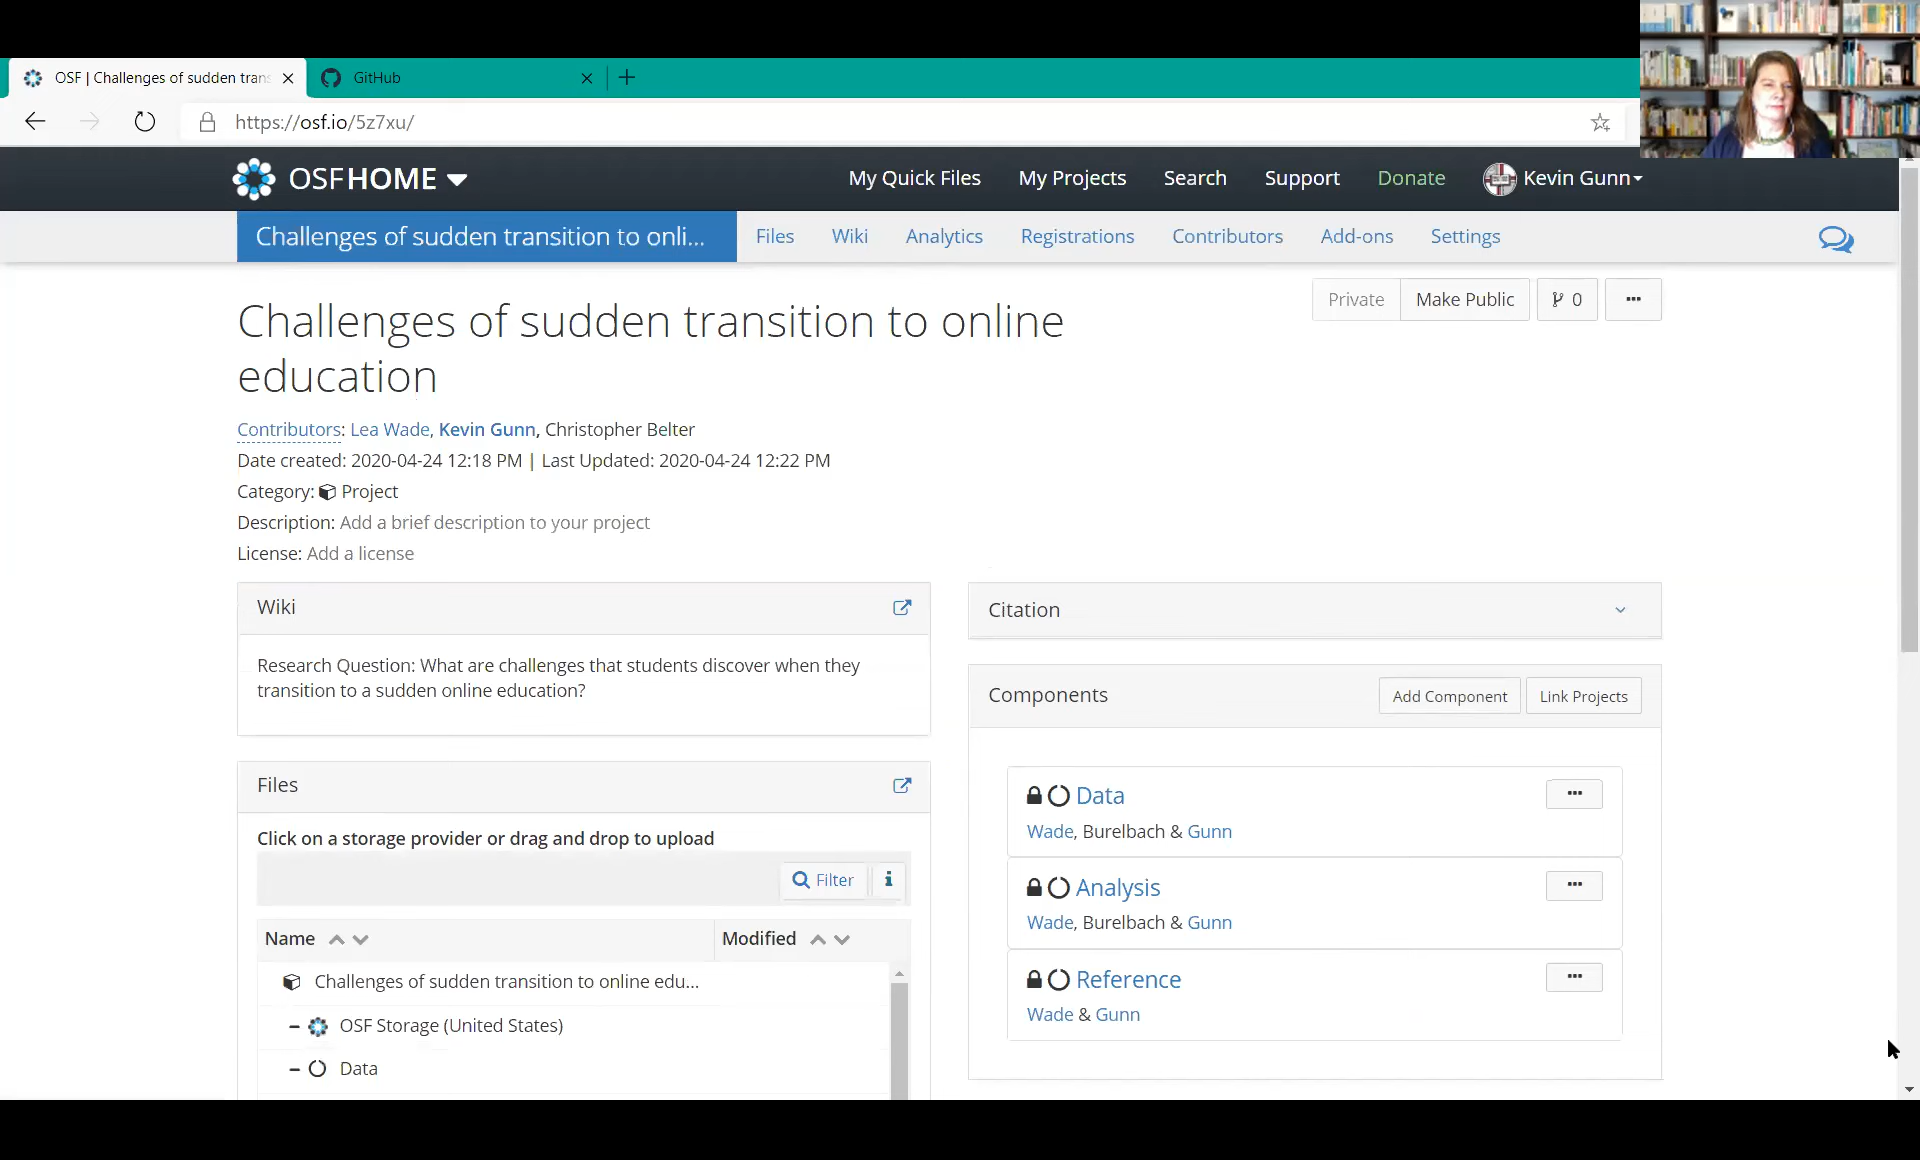 OSF | Challenges of sudden tran
GitHub
https://osf.io/5z7xu/
OSFHOME
My Quick Files
My Projects
Search
Support
Donate
Kevin Gunn
Challenges of sudden transition to onli...
Files
Wiki
Analytics
Registrations
Contributors
Add-ons
Settings
Challenges of sudden transition to online
education
Private
Make Public
0
Contributors: Lea Wade, Kevin Gunn, Christopher Belter
Date created: 2020-04-24 12:18 PM | Last Updated: 2020-04-24 12:22 PM
Category: Project
Description: Add a brief description to your project
License: Add a license
Wiki
Research Question: What are challenges that students discover when they
transition to a sudden online education?
Files
Click on a storage provider or drag and drop to upload
Filter
i
Name
Modified
Challenges of sudden transition to online edu...
OSF Storage (United States)
Data
Citation
Components
Add Component
Link Projects
Data
Wade, Burelbach & Gunn
Analysis
Wade, Burelbach & Gunn
Reference
Wade & Gunn